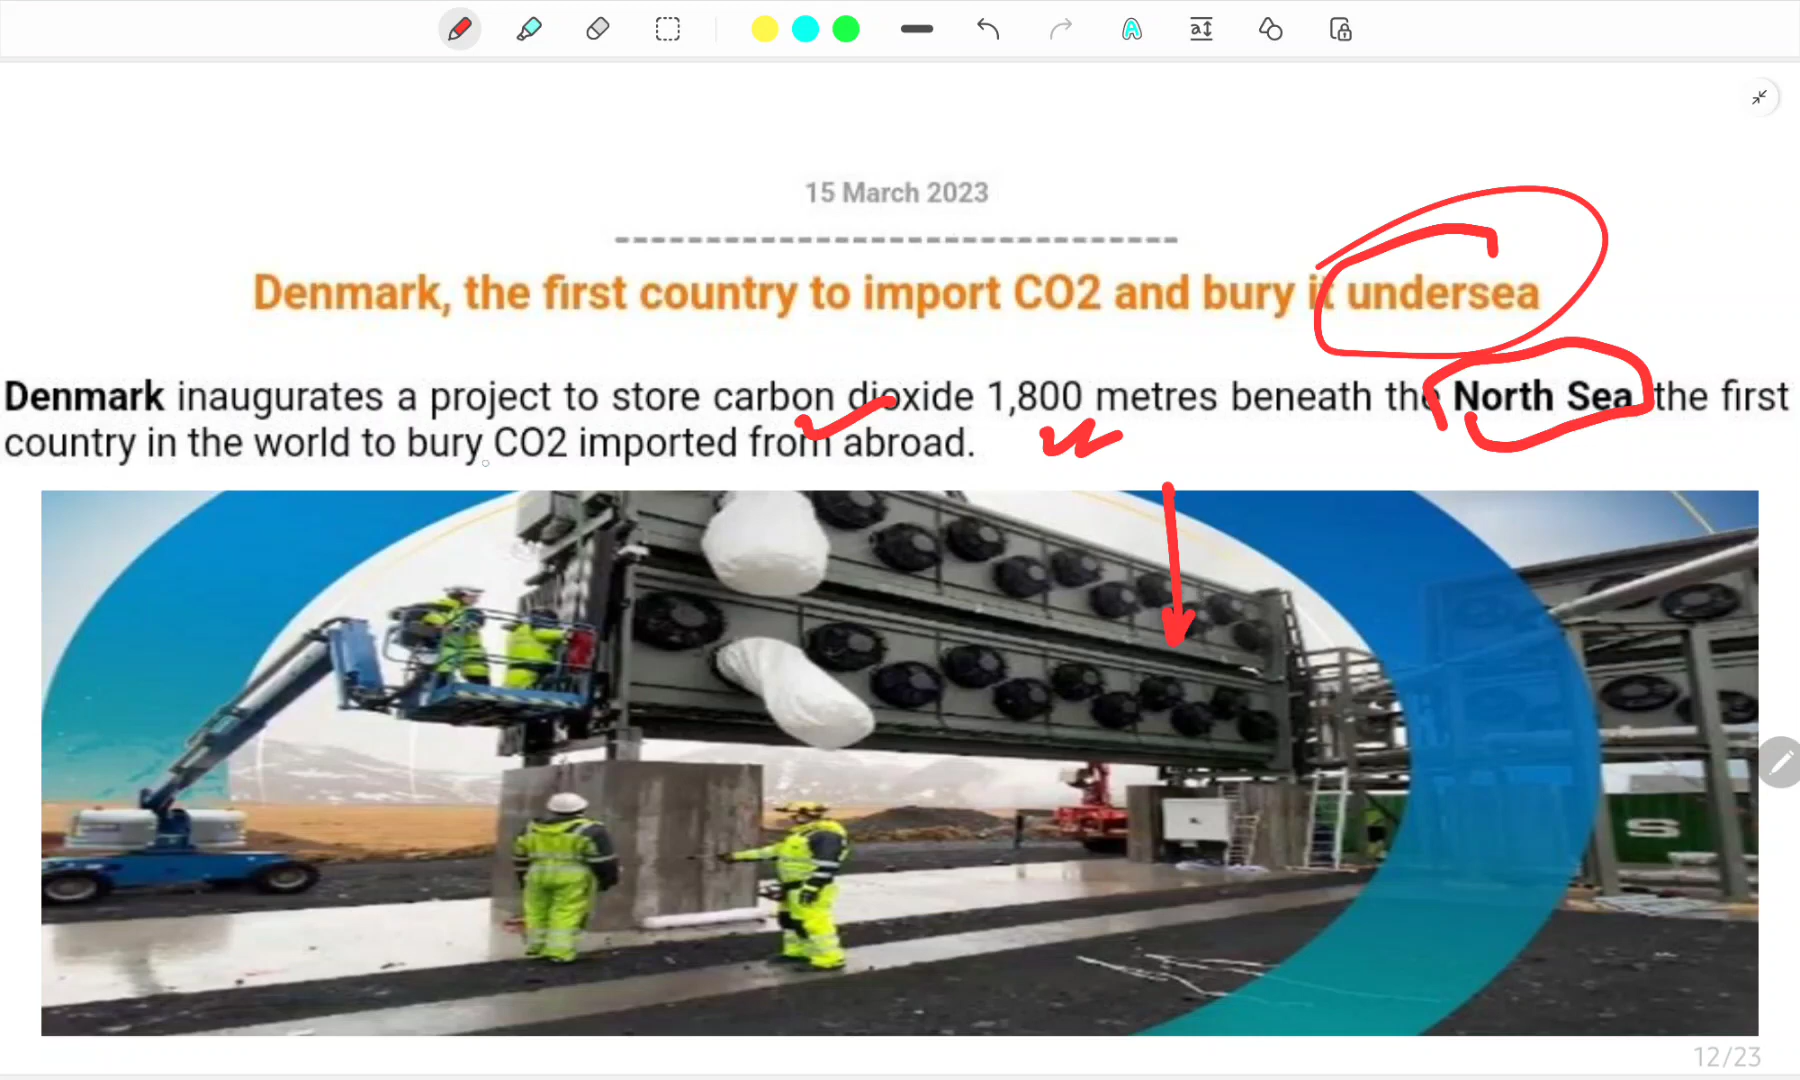 15 March 2023
Denmark, the first country to import CO2 and bury it undersea
Denmark inaugurates a project to store carbon dioxide 1,800 metres beneath the North Sea, the first
country in the world to bury CO2 imported from abroad.
S
12/23